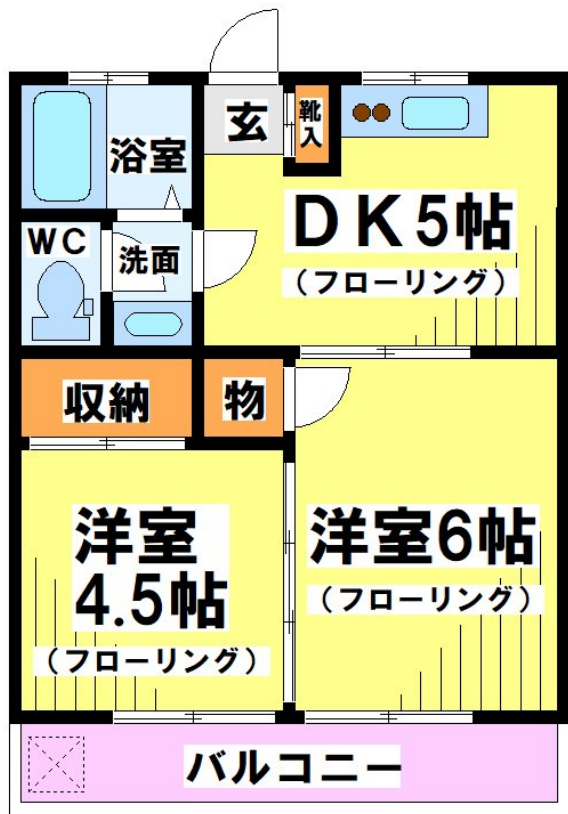 玄
靴入
浴室
DK5帖
(フローリング)
WC
洗面
収納
物
洋室
4.5帖
(フローリング)
洋室6帖
(フローリング)
バルコニー